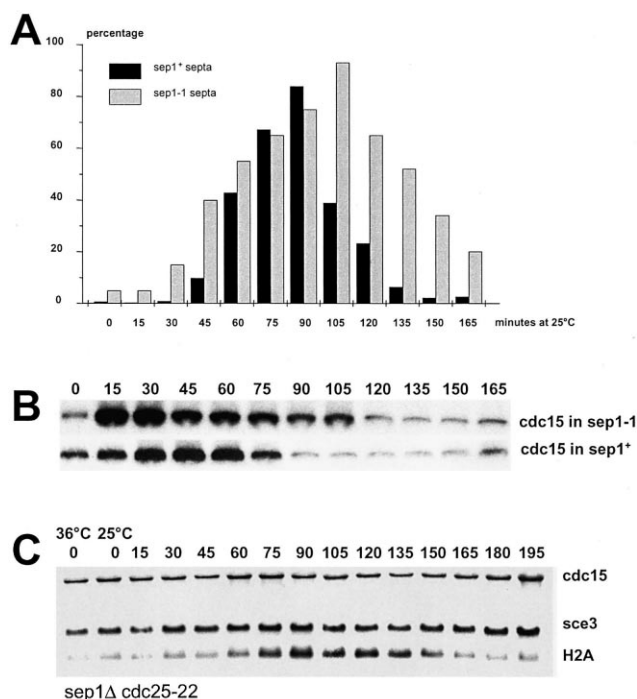 A
percentage
100
sep1⁺ septa
sep1-1 septa
80
60
40
20
0
0 15 30 45 60 75 90 105 120 135 150 165 minutes at 25°C
B
0 15 30 45 60 75 90 105 120 135 150 165
cdc15 in sep1-1
cdc15 in sep1⁺
C
36°C 25°C
0 0 15 30 45 60 75 90 105 120 135 150 165 180 195
cdc15
sce3
H2A
sep1Δ cdc25-22